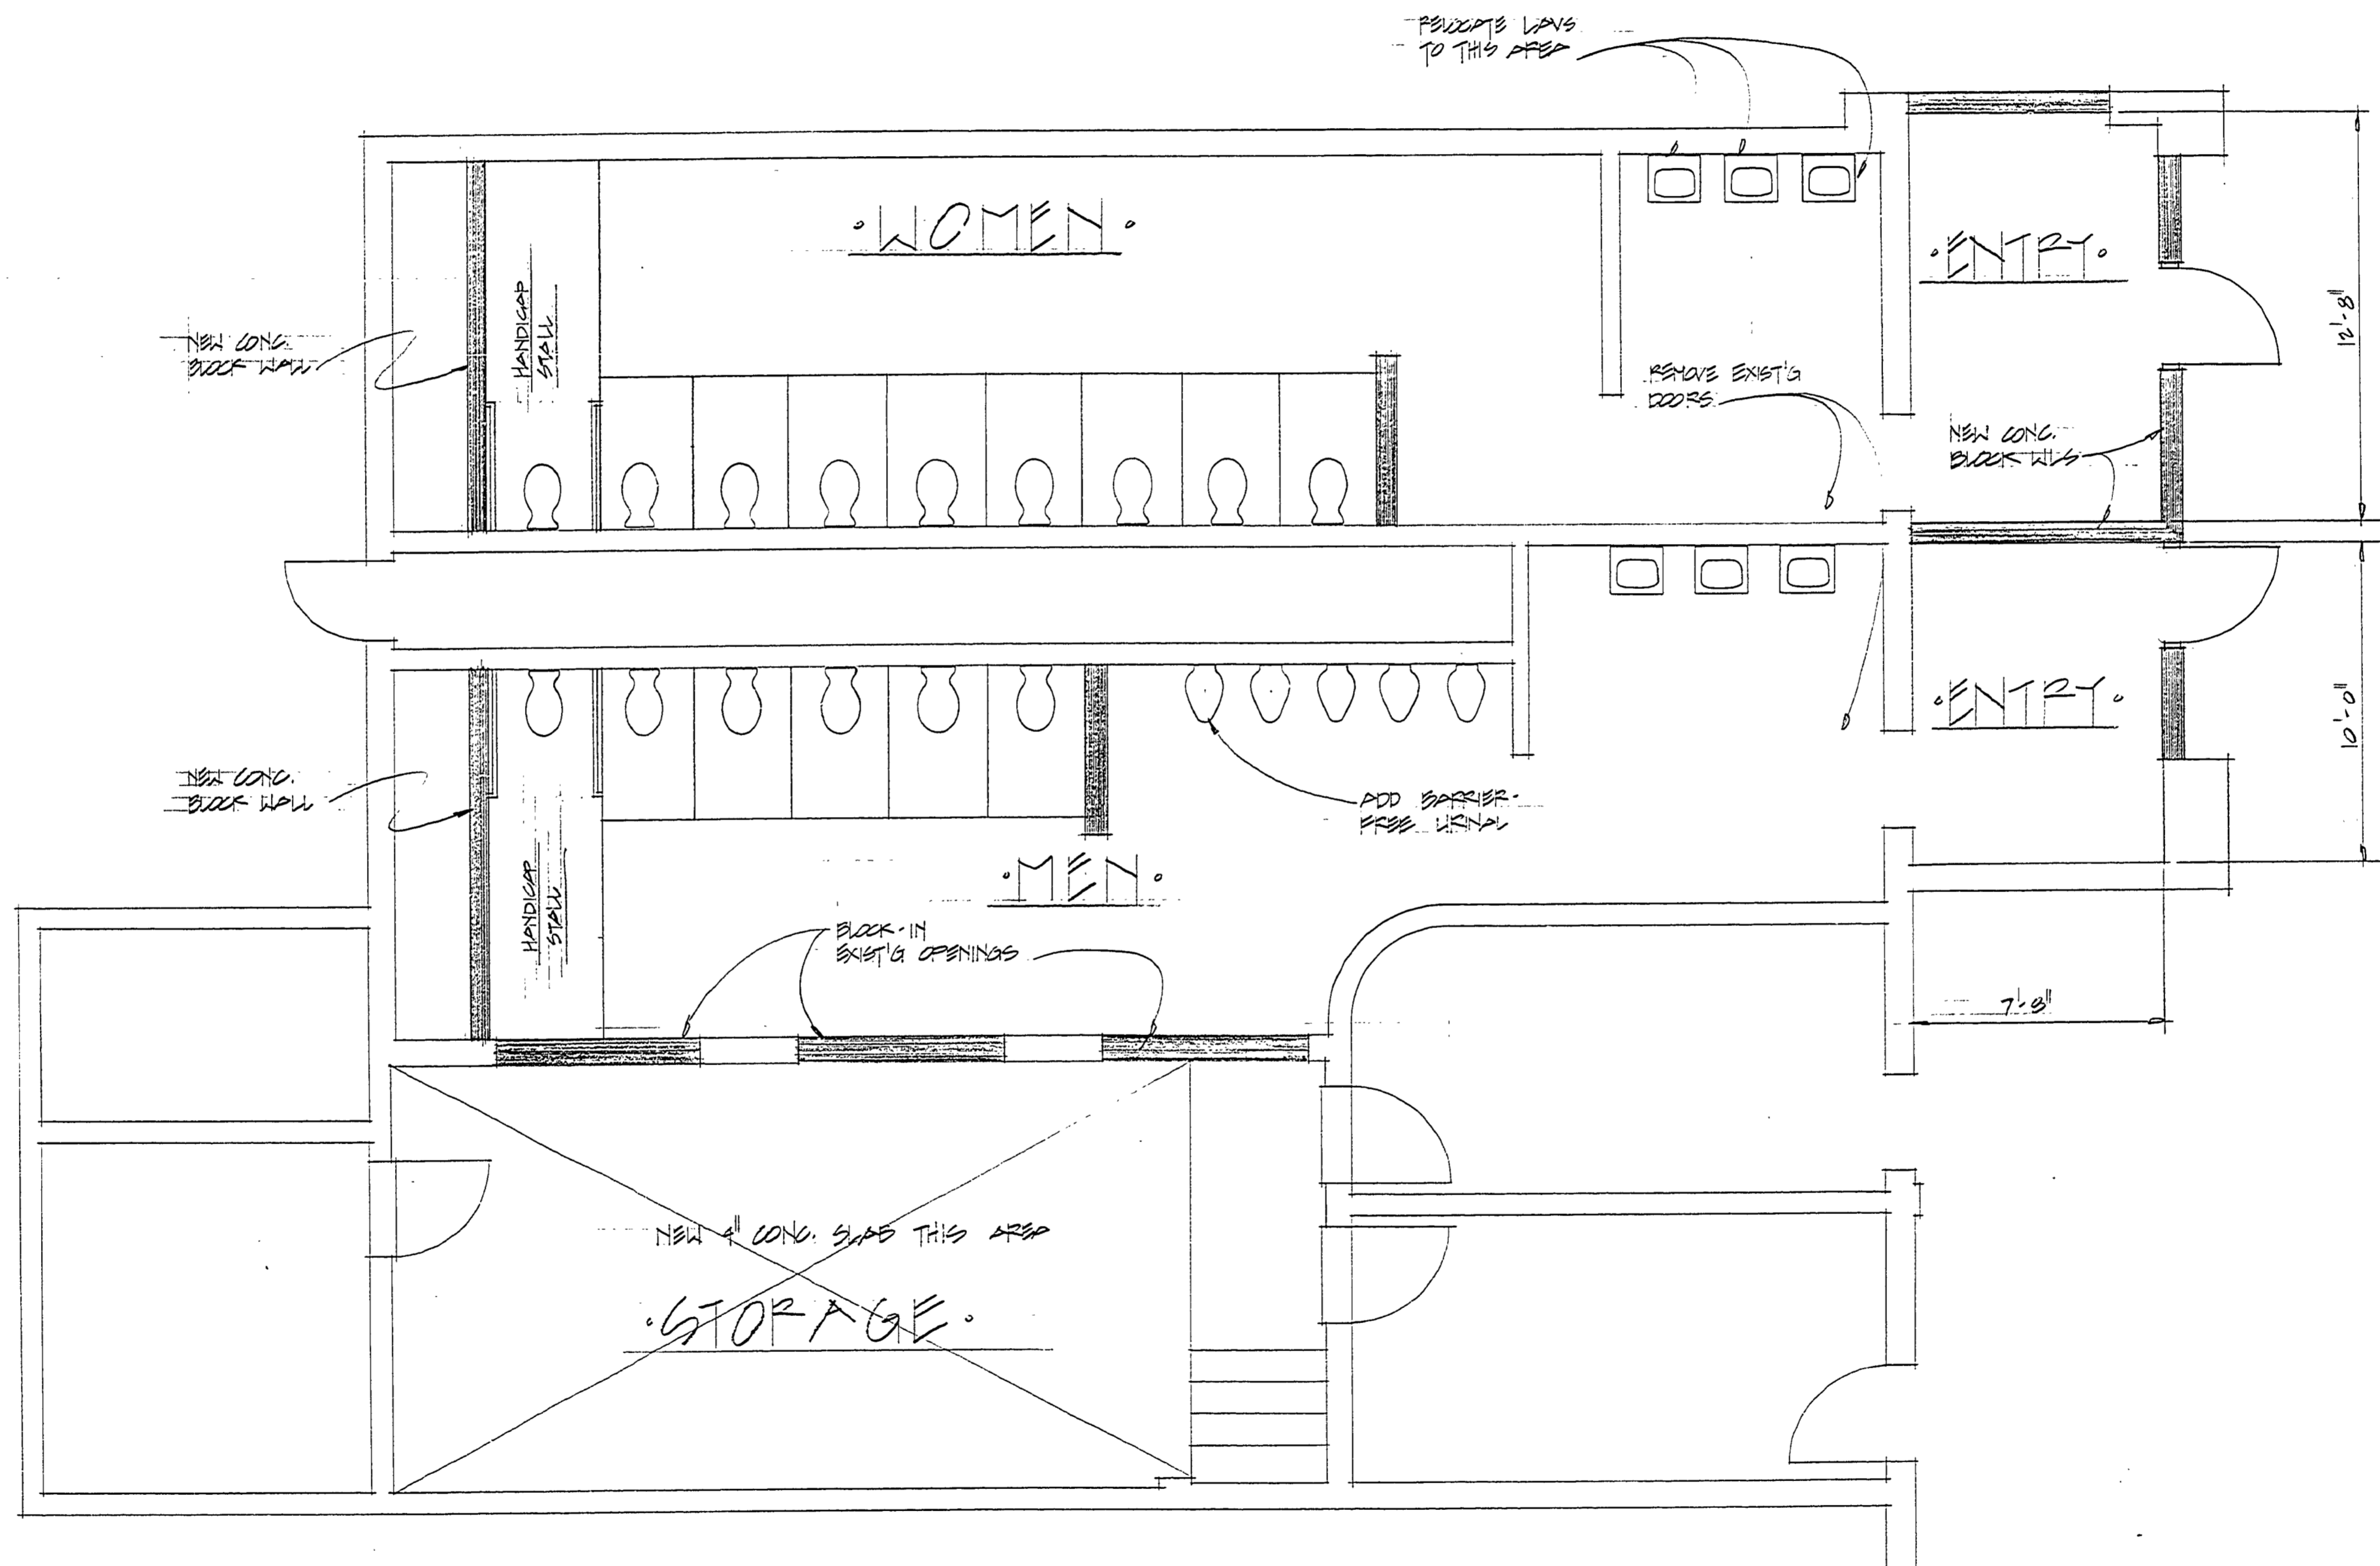 RELOCATE LAVS
TO THIS AREA
• WOMEN •
• ENTRY •
12'-8"
HANDICAP
STALL
NEW CONC.
BLOCK WALL
REMOVE EXIST'G
DOORS
NEW CONC.
BLOCK WLS
• ENTRY •
10'-0"
NEW CONC.
BLOCK WALL
ADD BARRIER-
FREE URINAL
• MEN •
HANDICAP
STALL
BLOCK-IN
EXIST'G OPENINGS
7'-8"
NEW 4" CONC. SLAB THIS AREA
• STORAGE •